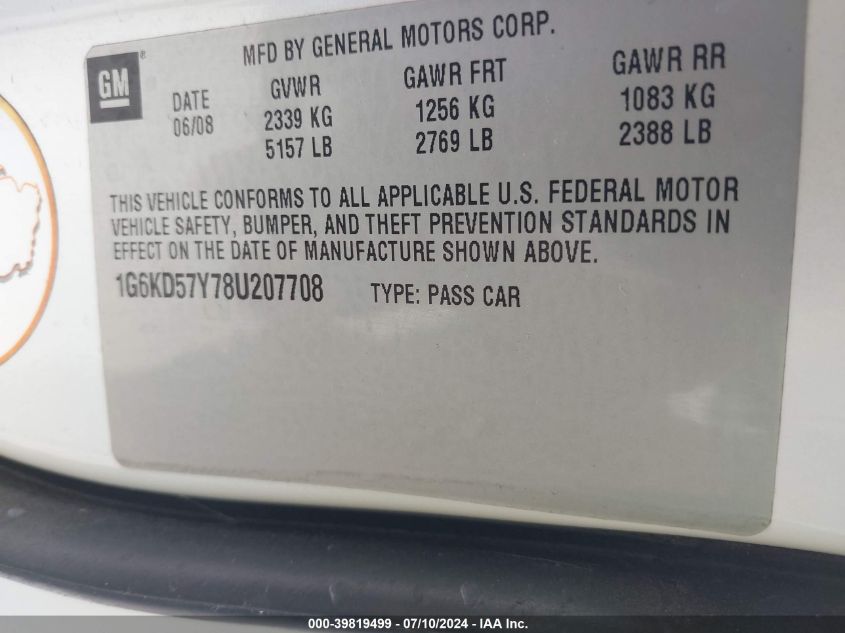 MFD BY GENERAL MOTORS CORP.
GM ®
DATE GVWR GAWR FRT GAWR RR
06/08 2339 KG 1256 KG 1083 KG
5157 LB 2769 LB 2388 LB
THIS VEHICLE CONFORMS TO ALL APPLICABLE U.S. FEDERAL MOTOR
VEHICLE SAFETY, BUMPER, AND THEFT PREVENTION STANDARDS IN
EFFECT ON THE DATE OF MANUFACTURE SHOWN ABOVE.
1G6KD57Y78U207708 TYPE: PASS CAR
000-39819499 - 07/10/2024 - IAA Inc.